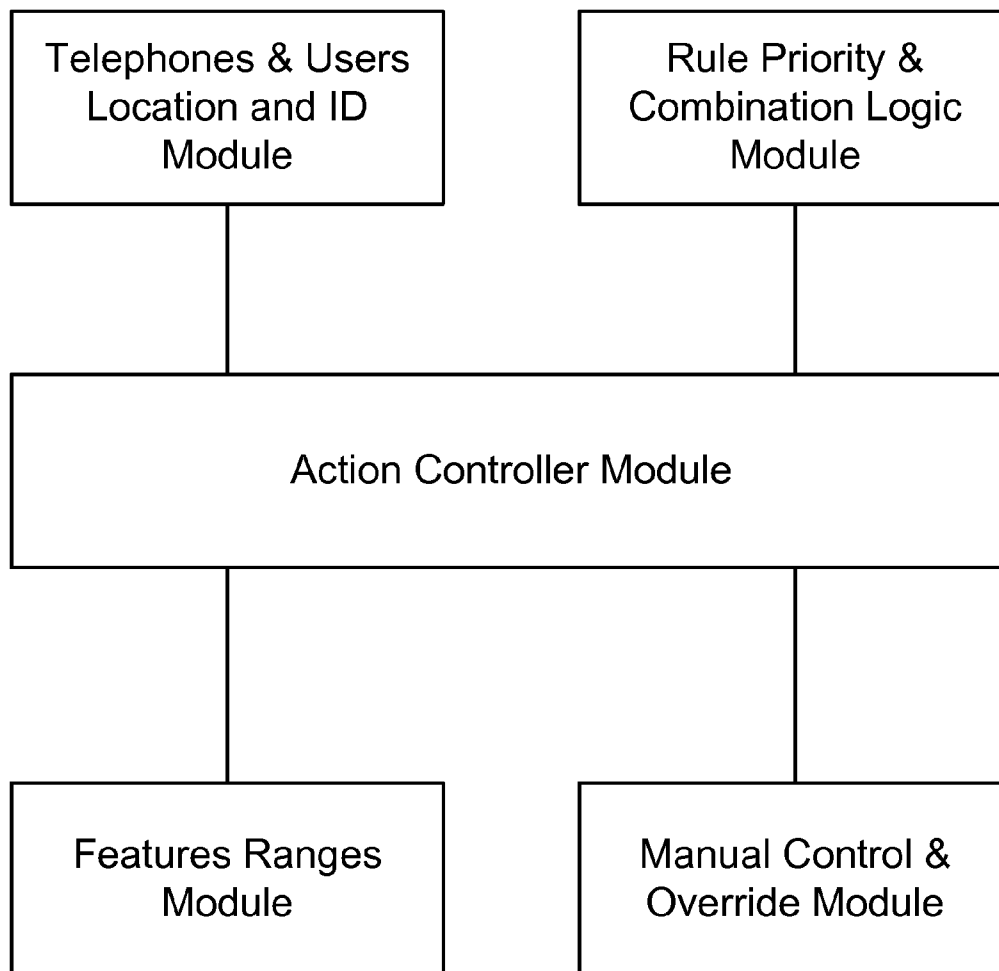 Telephones & Users
Location and ID
Module
Rule Priority &
Combination Logic
Module
Action Controller Module
Features Ranges
Module
Manual Control &
Override Module